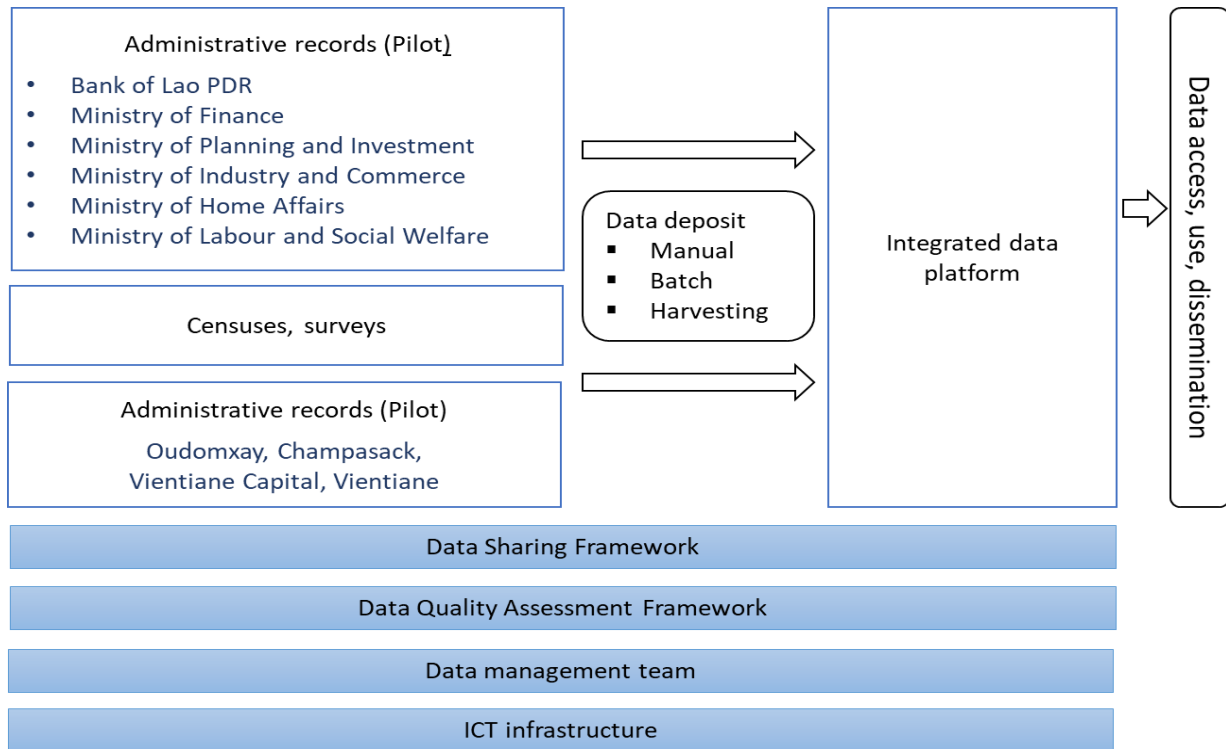 Administrative records (Pilot)
• Bank of Lao PDR
• Ministry of Finance
• Ministry of Planning and Investment
• Ministry of Industry and Commerce
• Ministry of Home Affairs
• Ministry of Labour and Social Welfare
Censuses, surveys
Administrative records (Pilot)
Oudomxay, Champasack,
Vientiane Capital, Vientiane
Data deposit
▪ Manual
▪ Batch
▪ Harvesting
Integrated data
platform
Data access, use, dissemination
Data Sharing Framework
Data Quality Assessment Framework
Data management team
ICT infrastructure